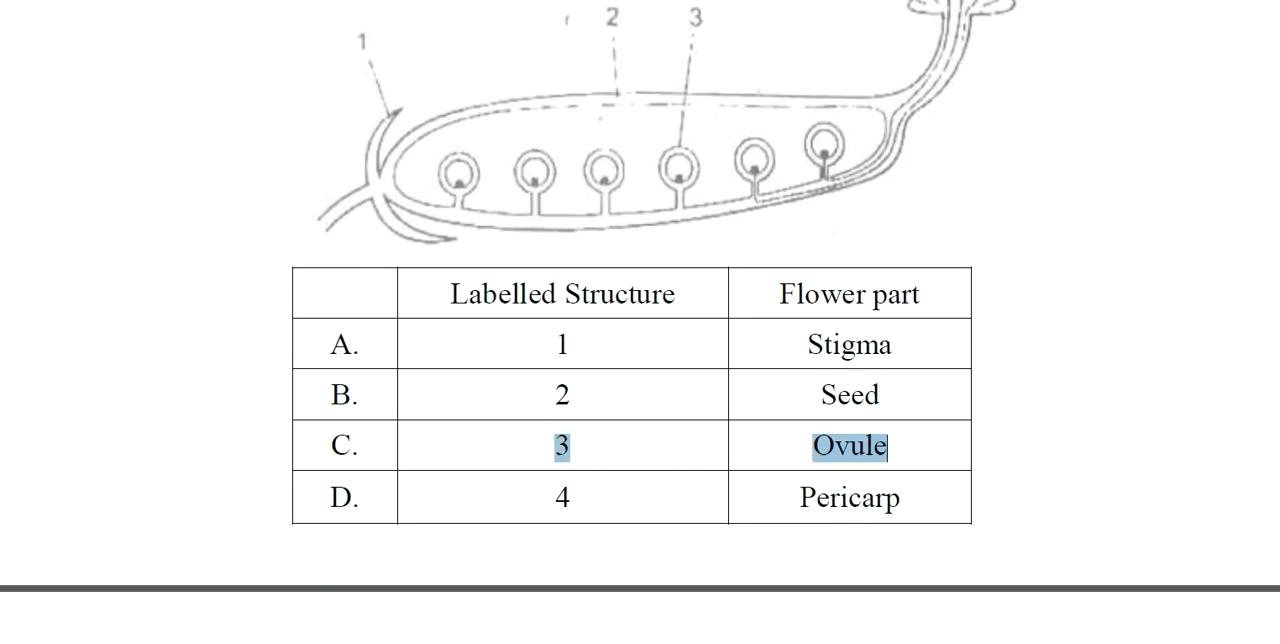 2 3
1
Labelled Structure Flower part
A. 1 Stigma
B. 2 Seed
C. 3 Ovule
D. 4 Pericarp